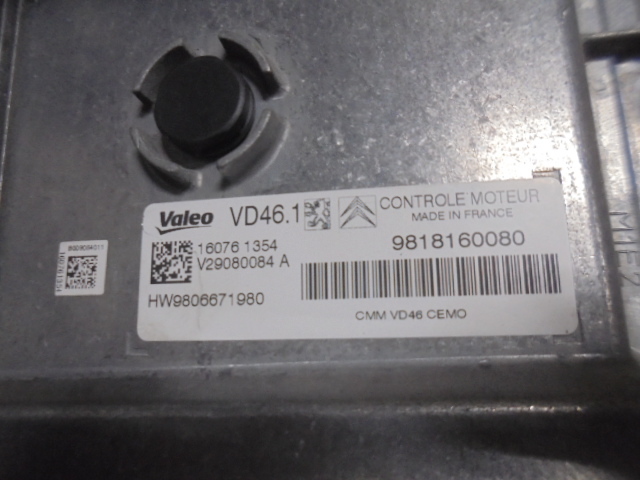 Valeo VD46.1 CONTROLE MOTEUR
MADE IN FRANCE
16076 1354
V29080084 A
9818160080
HW9806671980
CMM VD46 CEMO